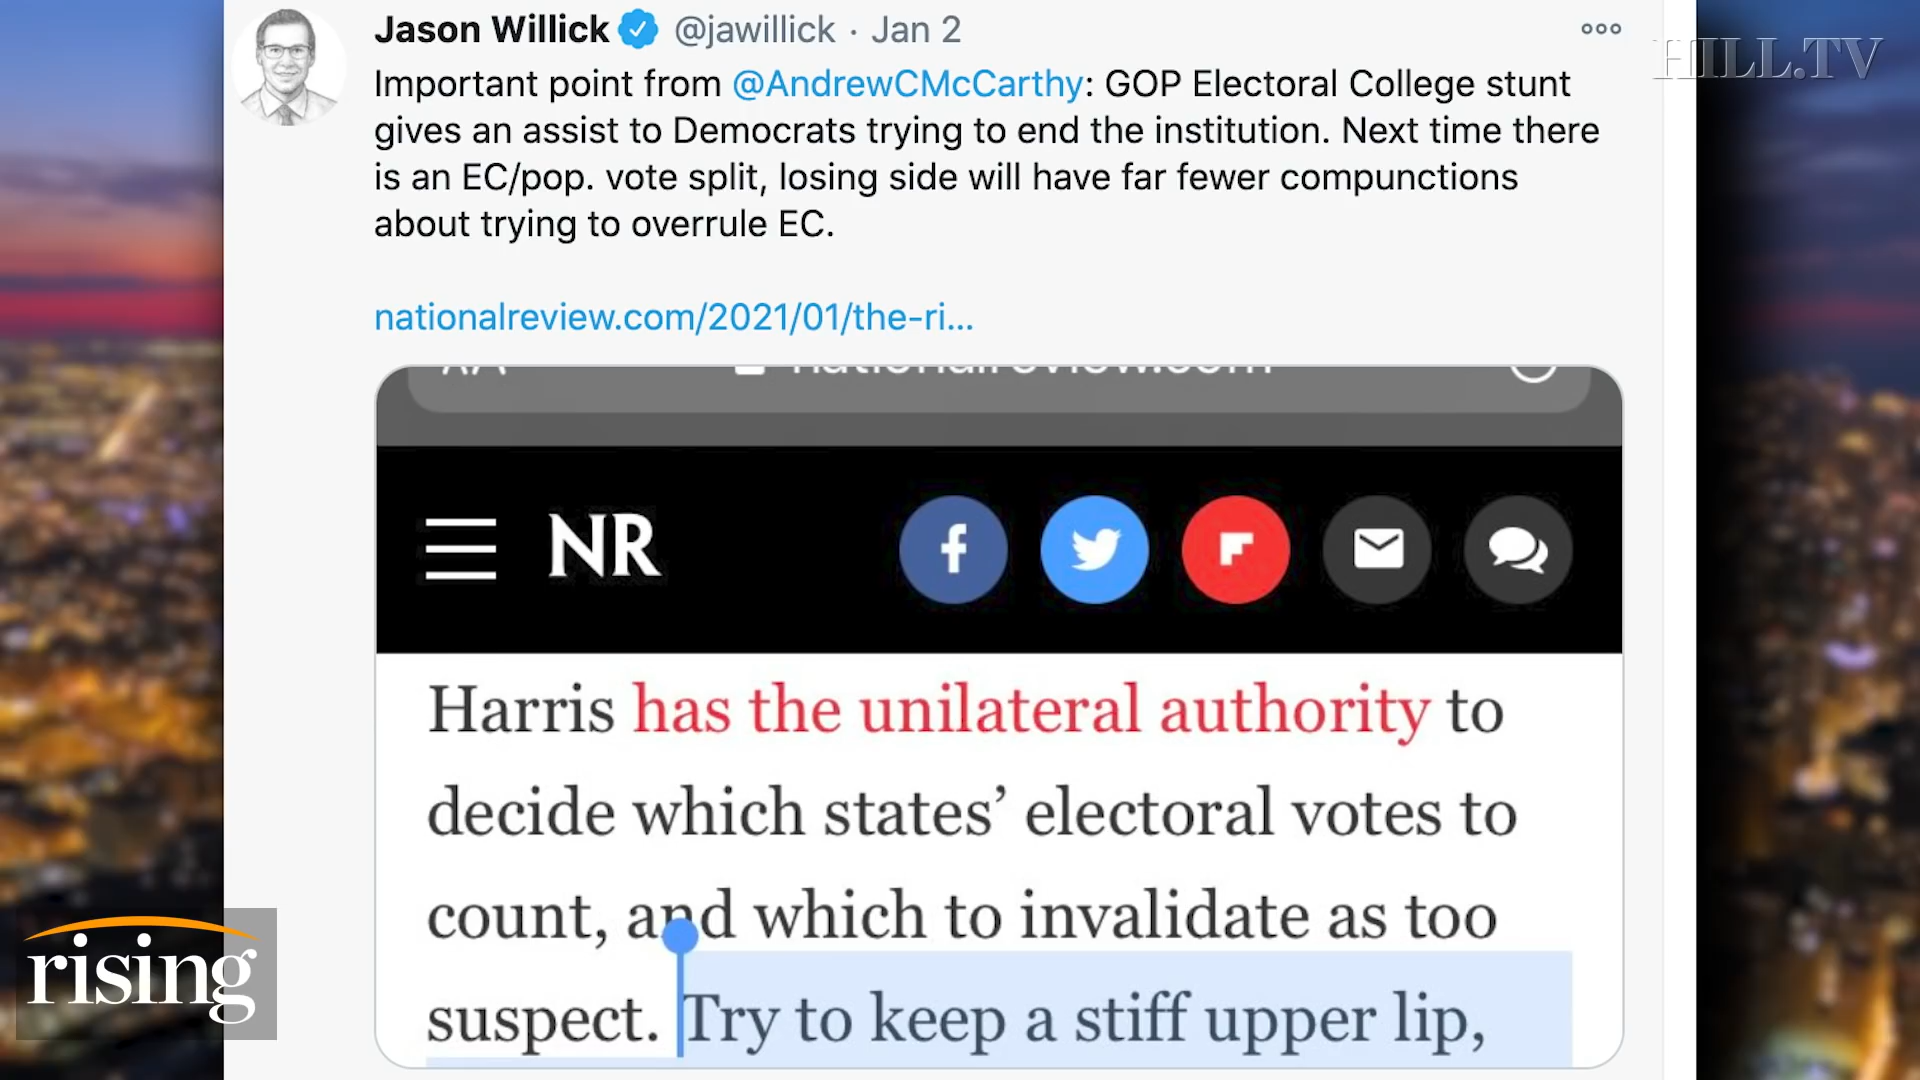 Jason Willick @jawillick · Jan 2
HILL.TV
Important point from @AndrewCMcCarthy: GOP Electoral College stunt
gives an assist to Democrats trying to end the institution. Next time there
is an EC/pop. vote split, losing side will have far fewer compunctions
about trying to overrule EC.
nationalreview.com/2021/01/the-ri...
AA nationalreview.com
NR
Harris has the unilateral authority to
decide which states’ electoral votes to
count, and which to invalidate as too
suspect. Try to keep a stiff upper lip,
rising